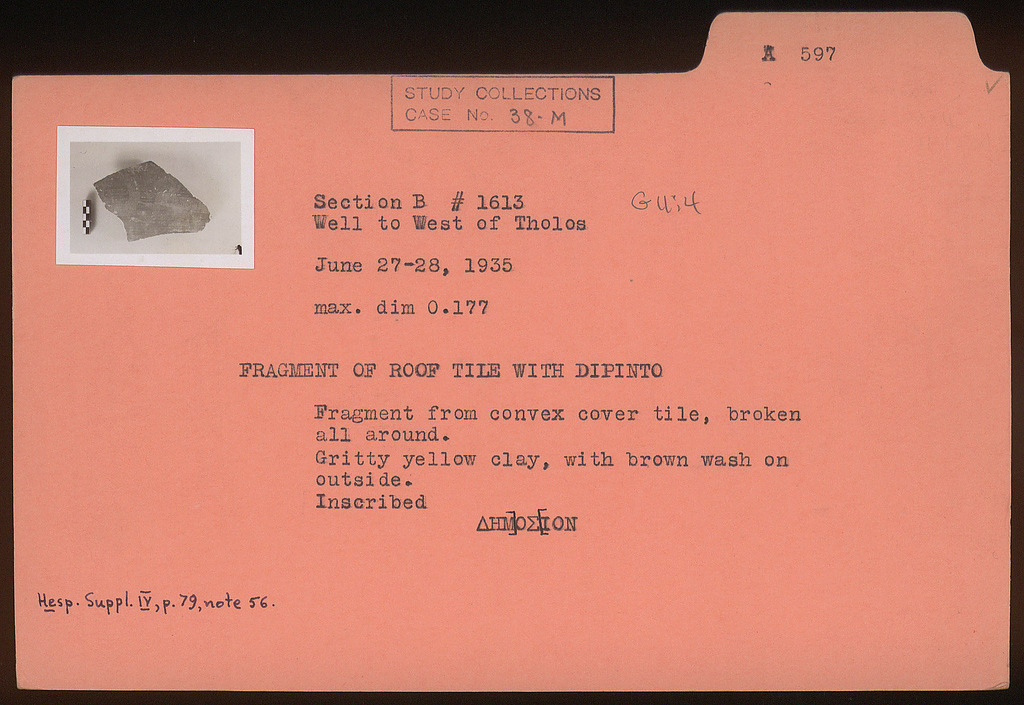 A 597
STUDY COLLECTIONS
CASE No. 38-M
Section B # 1613
G 11:4
Well to West of Tholos
June 27-28, 1935
max. dim 0.177
FRAGMENT OF ROOF TILE WITH DIPINTO
Fragment from convex cover tile, broken
all around.
Gritty yellow clay, with brown wash on
outside.
Inscribed
ΔΗΜ]ΟΣ[ΙΟΝ
Hesp. Suppl. IV, p. 79, note 56.